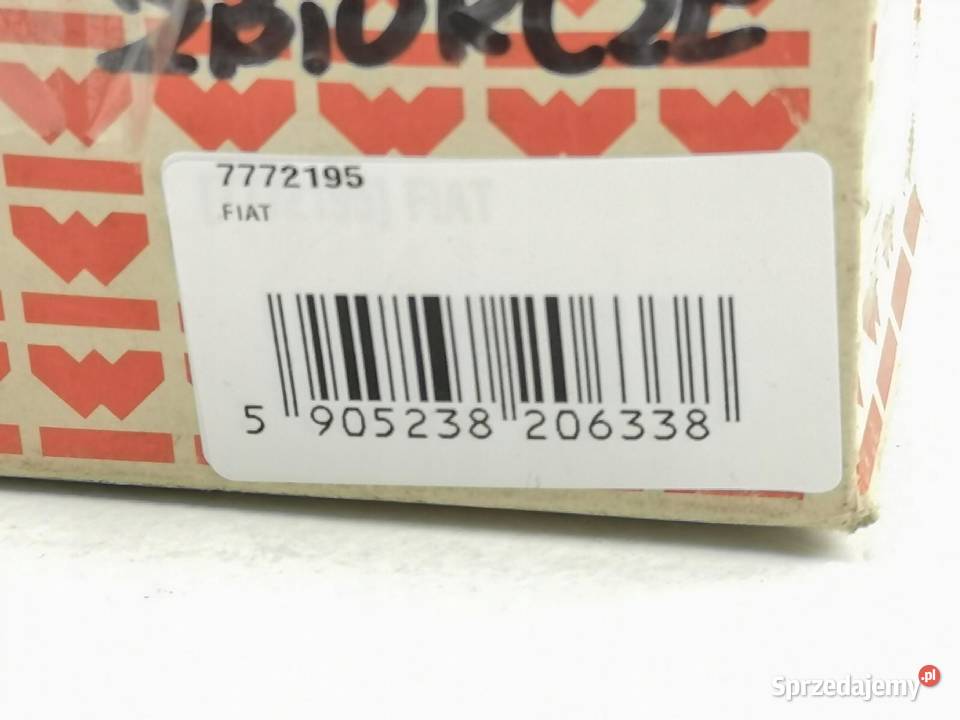 ZBIORCZE
7772195
FIAT
5 905238 206338
Sprzedajemy.pl